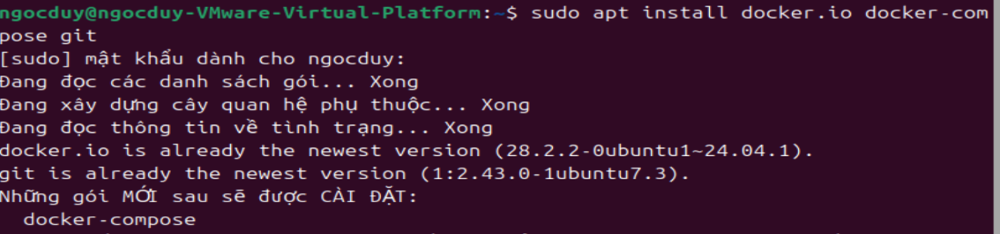 ngocduy@ngocduy-VMware-Virtual-Platform:~$ sudo apt install docker.io docker-com
pose git
[sudo] mật khẩu dành cho ngocduy:
Đang đọc các danh sách gói... Xong
Đang xây dựng cây quan hệ phụ thuộc... Xong
Đang đọc thông tin về tình trạng... Xong
docker.io is already the newest version (28.2.2-0ubuntu1~24.04.1).
git is already the newest version (1:2.43.0-1ubuntu7.3).
Những gói MỚI sau sẽ được CÀI ĐẶT:
  docker-compose